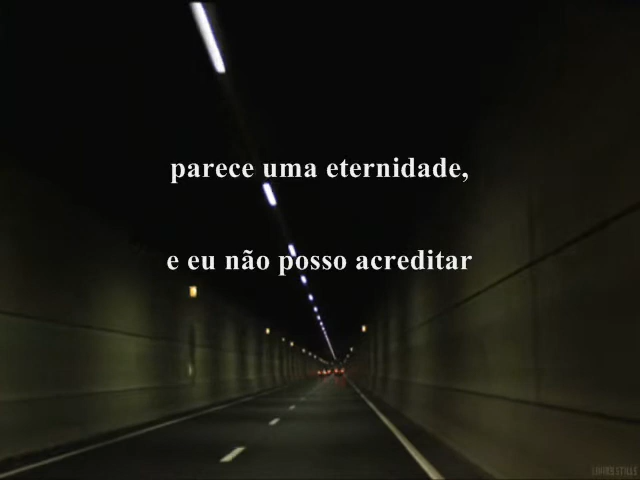 parece uma eternidade,
e eu não posso acreditar